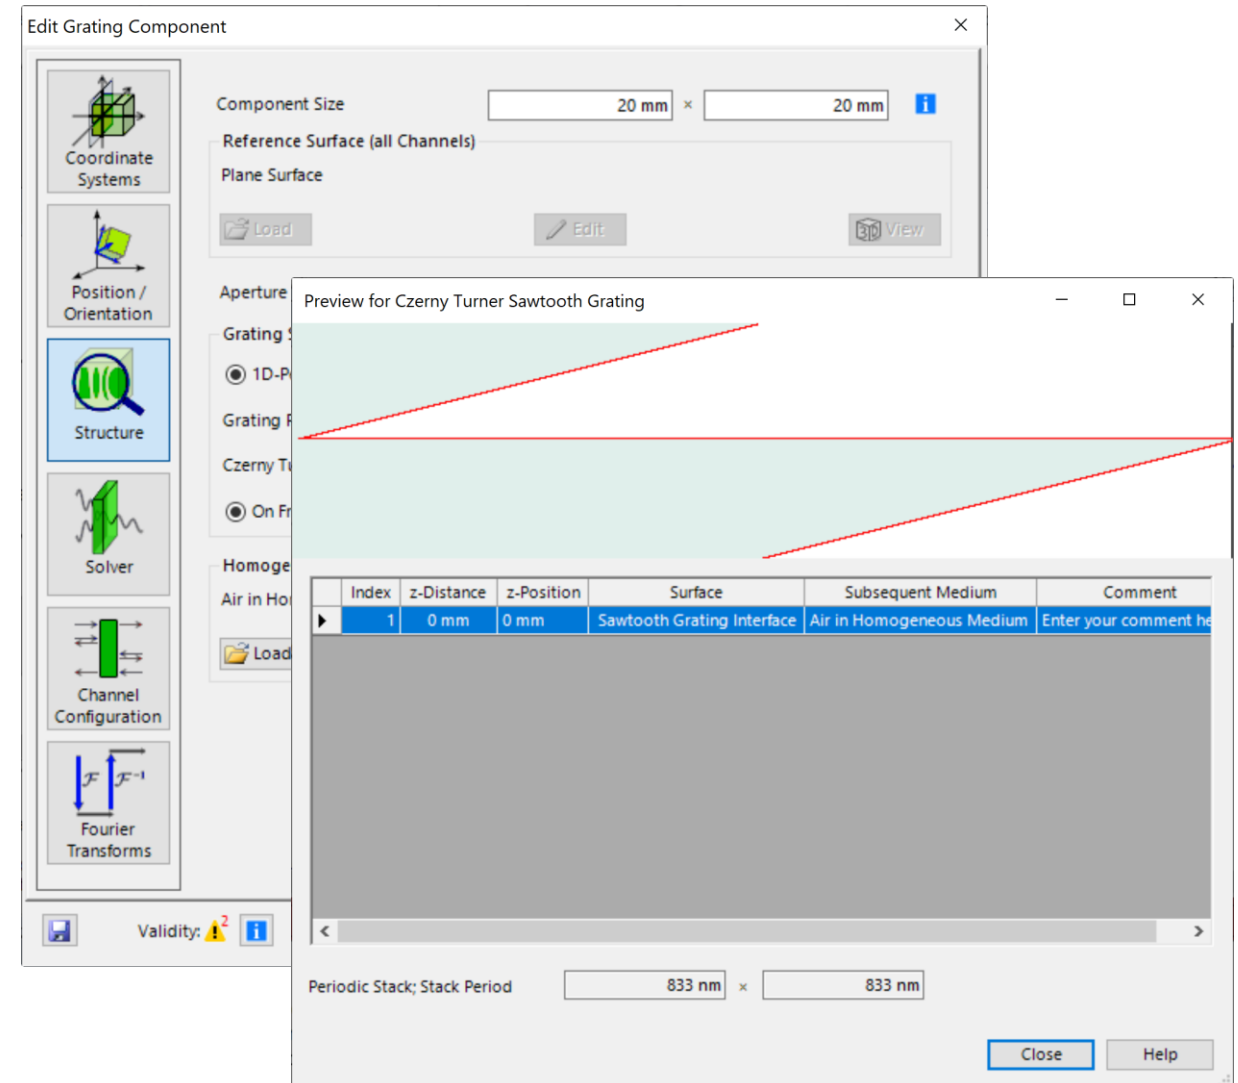 Edit Grating Component
Coordinate
Systems
Position /
Orientation
Structure
Solver
Channel
Configuration
ℱ ℱ-1
Fourier
Transforms
Component Size 20 mm × 20 mm i
Reference Surface (all Channels)
Plane Surface
Load Edit 3D View
Aperture
Grating
1D-P
Grating
Czerny
On Fr
Homoge
Air in Ho
Load
Validity: 2 i
Preview for Czerny Turner Sawtooth Grating
Index z-Distance z-Position Surface Subsequent Medium Comment
1 0 mm 0 mm Sawtooth Grating Interface Air in Homogeneous Medium Enter your comment he
Periodic Stack; Stack Period 833 nm × 833 nm
Close Help